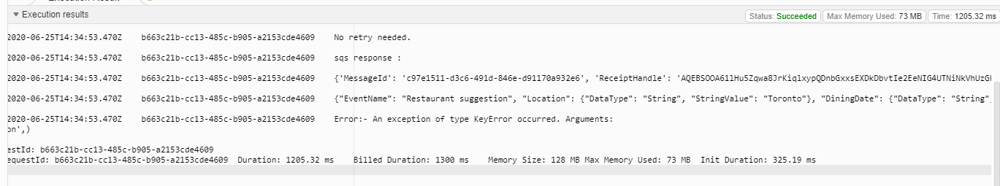 Execution results
Status: Succeeded Max Memory Used: 73 MB Time: 1205.32 ms
2020-06-25T14:34:53.470Z b663c21b-cc13-485c-b905-a2153cde4609 No retry needed.
2020-06-25T14:34:53.470Z b663c21b-cc13-485c-b905-a2153cde4609 sqs response :
2020-06-25T14:34:53.470Z b663c21b-cc13-485c-b905-a2153cde4609 {'MessageId': 'c97e1511-d3c6-491d-846e-d91170a932e6', 'ReceiptHandle':
2020-06-25T14:34:53.470Z b663c21b-cc13-485c-b905-a2153cde4609 {"EventName": "Restaurant suggestion", "Location": {"DataType": "String", "StringValue": "Toronto"}, "DiningDate": {"DataType": "String",
2020-06-25T14:34:53.470Z b663c21b-cc13-485c-b905-a2153cde4609 Error:- An exception of type KeyError occurred. Arguments:
on',)
estId: b663c21b-cc13-485c-b905-a2153cde4609
equestId: b663c21b-cc13-485c-b905-a2153cde4609 Duration: 1205.32 ms Billed Duration: 1300 ms Memory Size: 128 MB Max Memory Used: 73 MB Init Duration: 325.19 ms